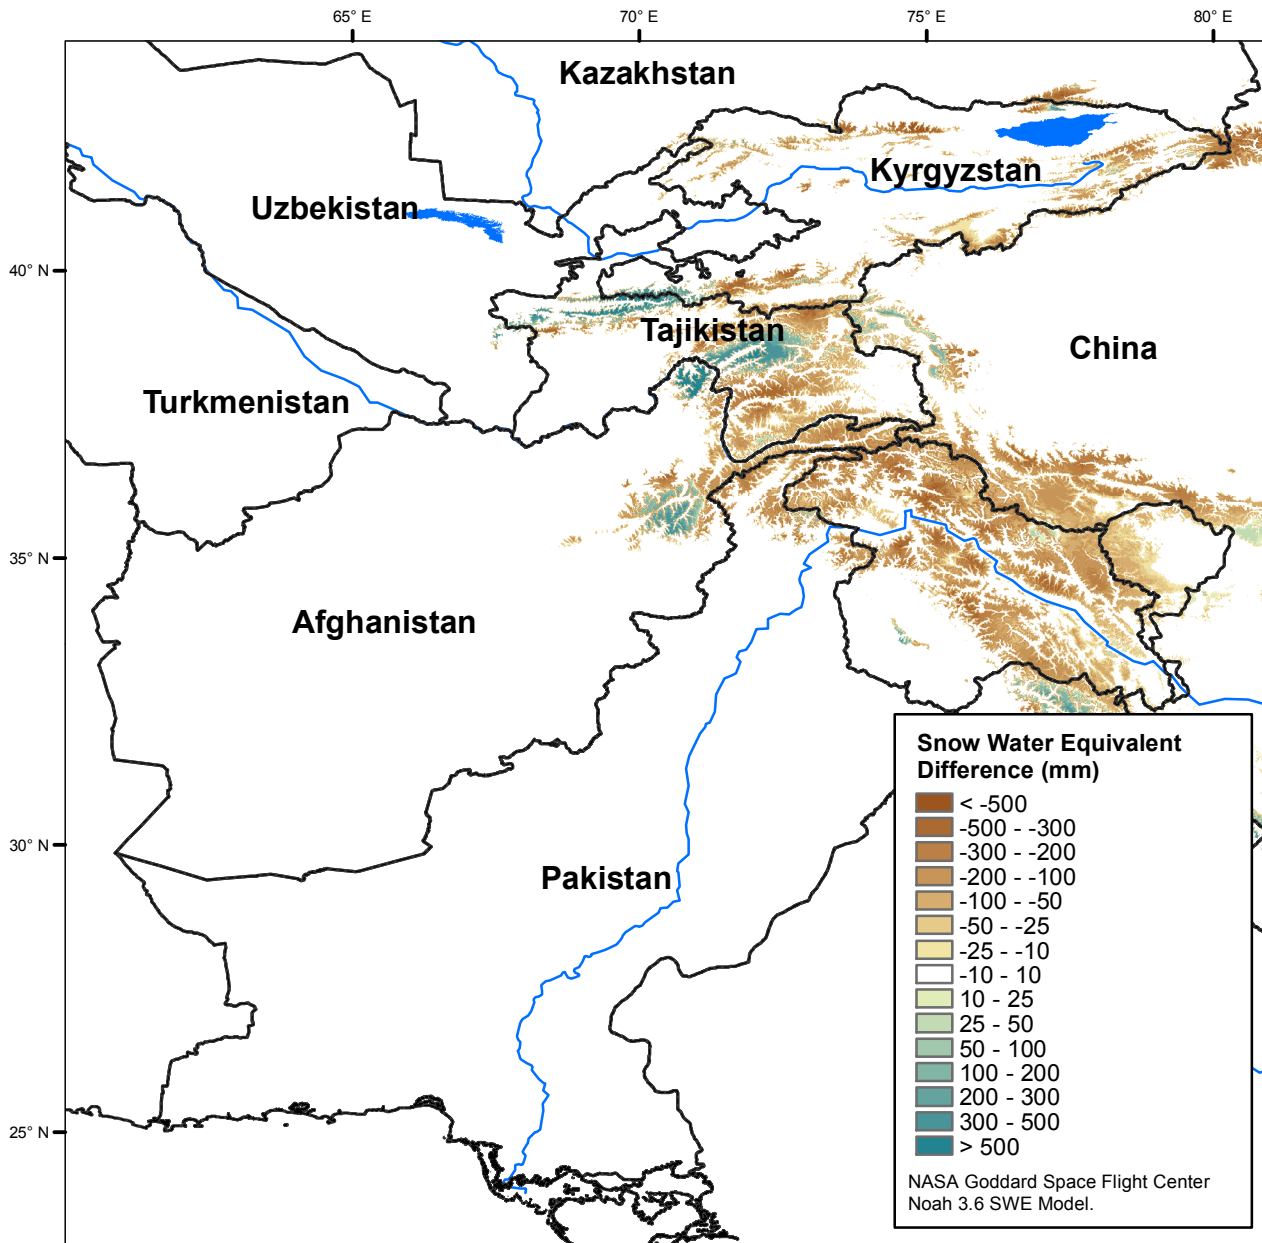 65° E
70° E
75° E
80° E
Kazakhstan
Kyrgyzstan
Uzbekistan
40° N
Tajikistan
China
Turkmenistan
35° N
Afghanistan
Snow Water Equivalent
Difference (mm)
< -500
-500 - -300
-300 - -200
-200 - -100
-100 - -50
-50 - -25
-25 - -10
-10 - 10
10 - 25
25 - 50
50 - 100
100 - 200
200 - 300
300 - 500
> 500
NASA Goddard Space Flight Center
Noah 3.6 SWE Model.
30° N
Pakistan
25° N